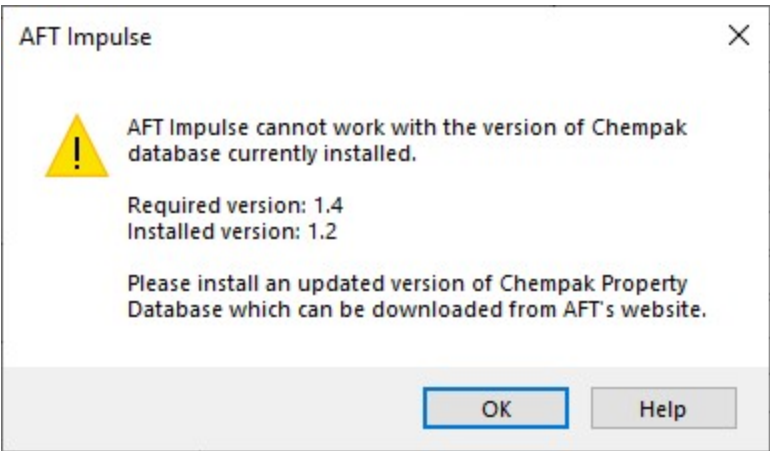 AFT Impulse
AFT Impulse cannot work with the version of Chempak
database currently installed.
Required version: 1.4
Installed version: 1.2
Please install an updated version of Chempak Property
Database which can be downloaded from AFT's website.
OK
Help